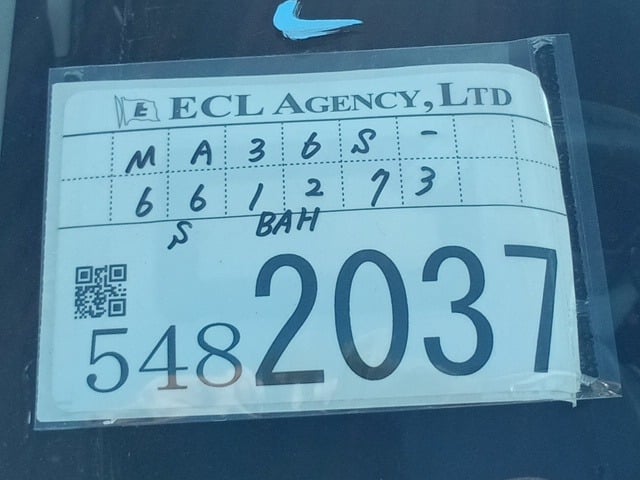 E ECL AGENCY, LTD
M A 3 6 S -
6 6 1 2 7 3
S BAH
548 2037